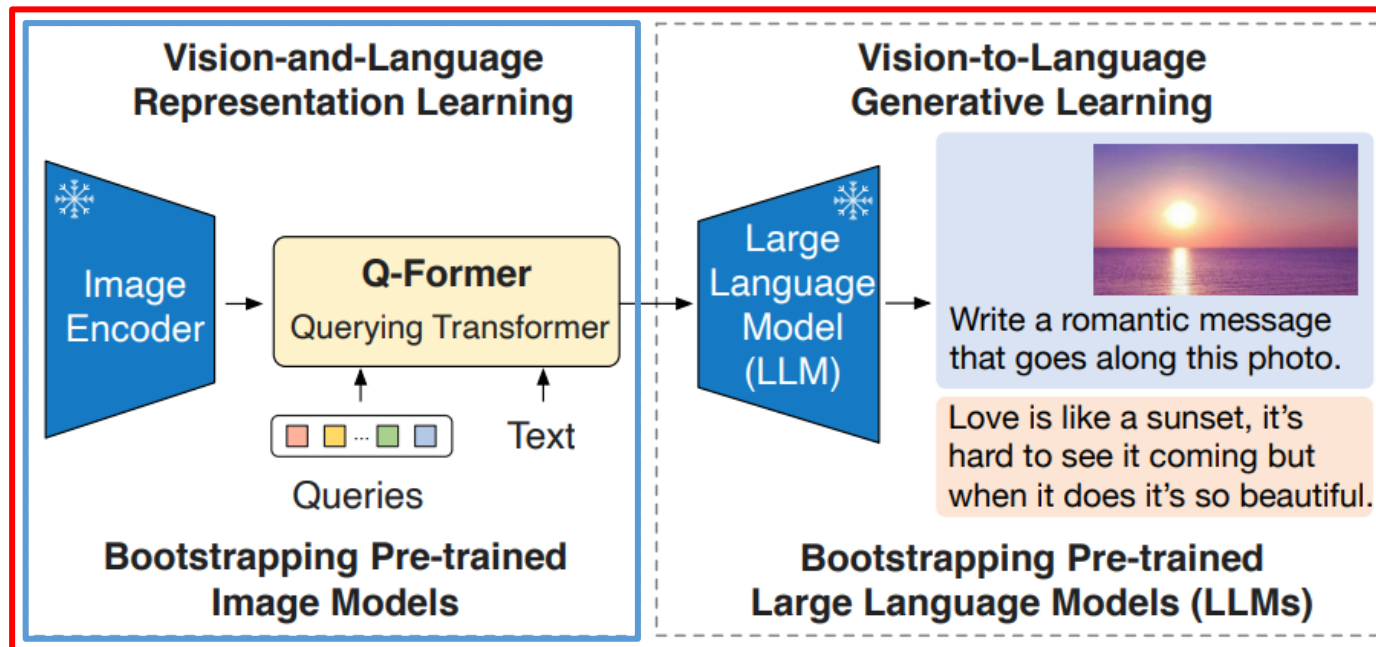 Vision-and-Language
Representation Learning
Image
Encoder
Q-Former
Querying Transformer
...
Queries
Text
Bootstrapping Pre-trained
Image Models
Vision-to-Language
Generative Learning
Large
Language
Model
(LLM)
Write a romantic message
that goes along this photo.
Love is like a sunset, it's
hard to see it coming but
when it does it's so beautiful.
Bootstrapping Pre-trained
Large Language Models (LLMs)